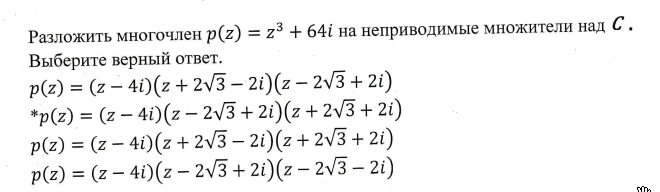 Разложить многочлен p(z) = z³ + 64i на неприводимые множители над C .
Выберите верный ответ.
p(z) = (z − 4i)(z + 2√3 − 2i)(z − 2√3 + 2i)
*p(z) = (z − 4i)(z − 2√3 + 2i)(z + 2√3 + 2i)
p(z) = (z − 4i)(z + 2√3 − 2i)(z + 2√3 + 2i)
p(z) = (z − 4i)(z − 2√3 + 2i)(z − 2√3 − 2i)